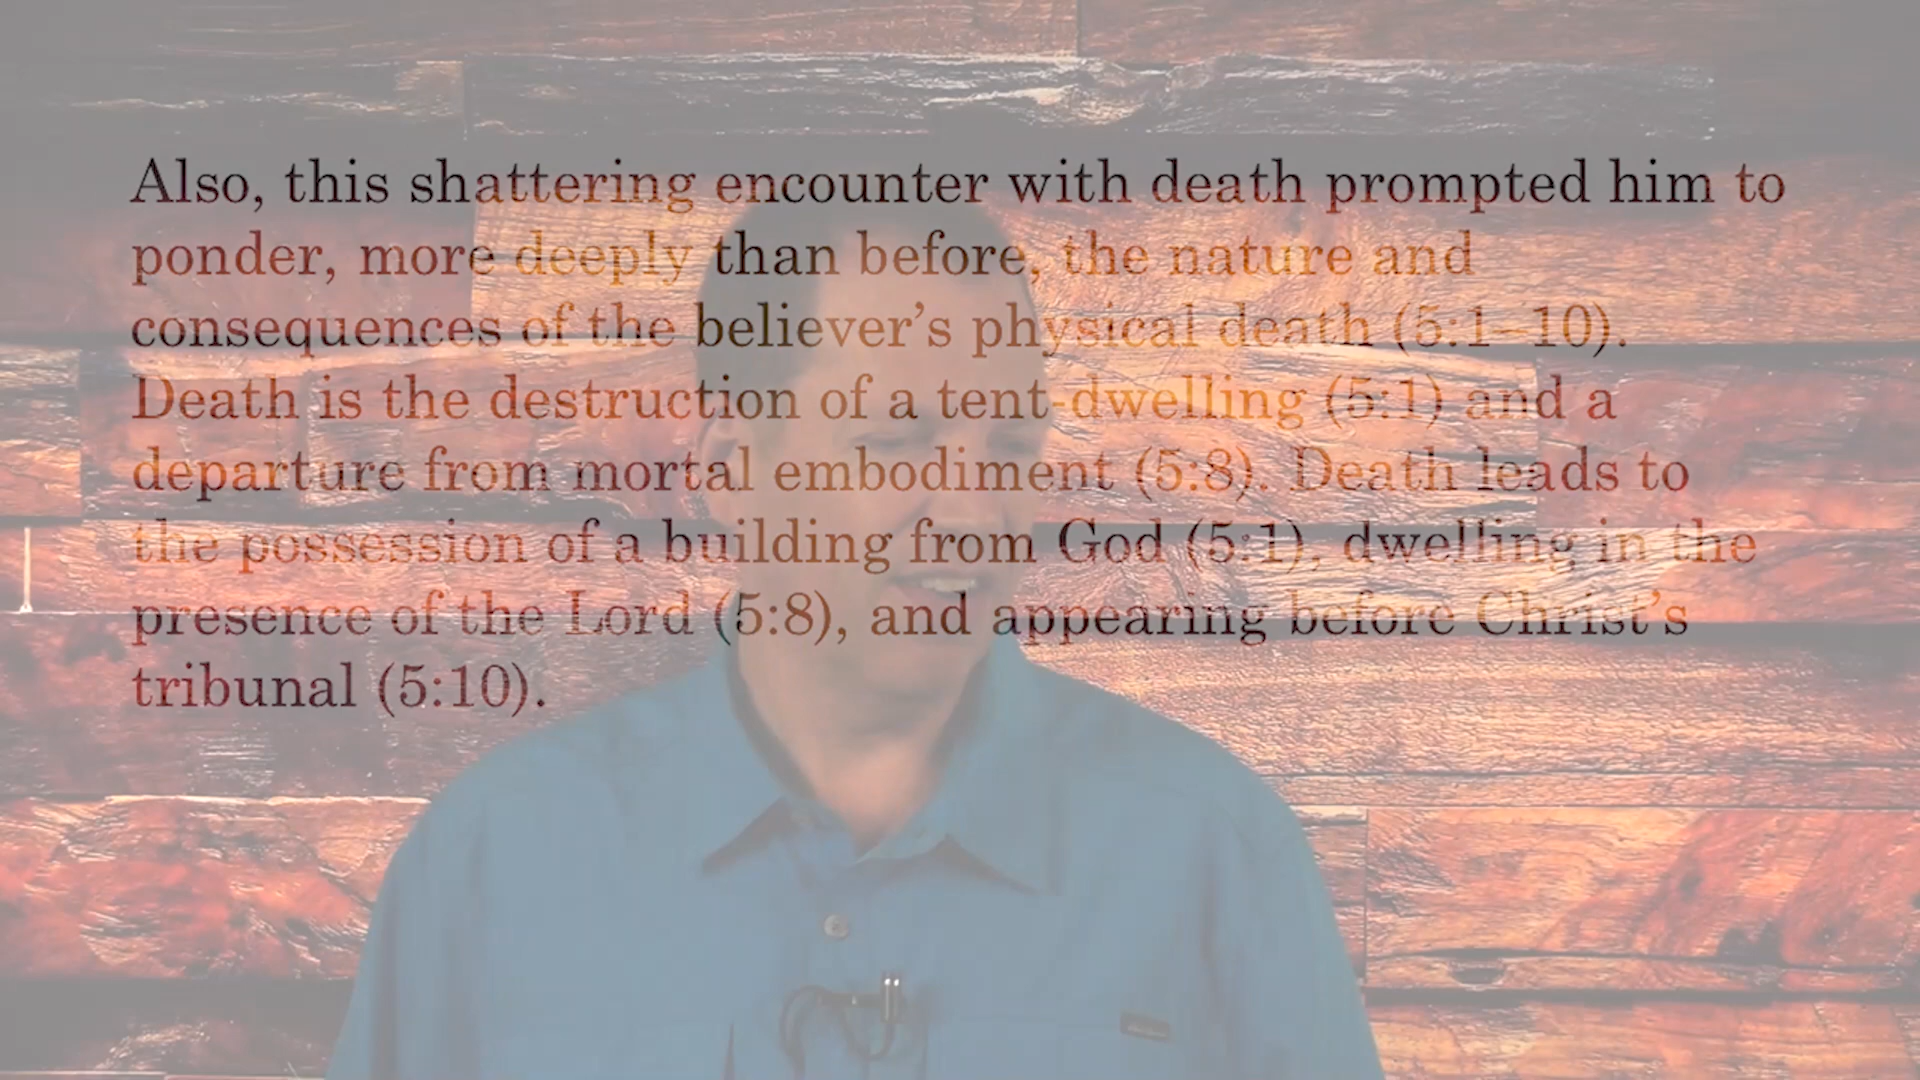 Also, this shattering encounter with death prompted him to
ponder, more deeply than before, the nature and
consequences of the believer’s physical death (5:1–10).
Death is the destruction of a tent-dwelling (5:1) and a
departure from mortal embodiment (5:8). Death leads to
the possession of a building from God (5:1), dwelling in the
presence of the Lord (5:8), and appearing before Christ’s
tribunal (5:10).